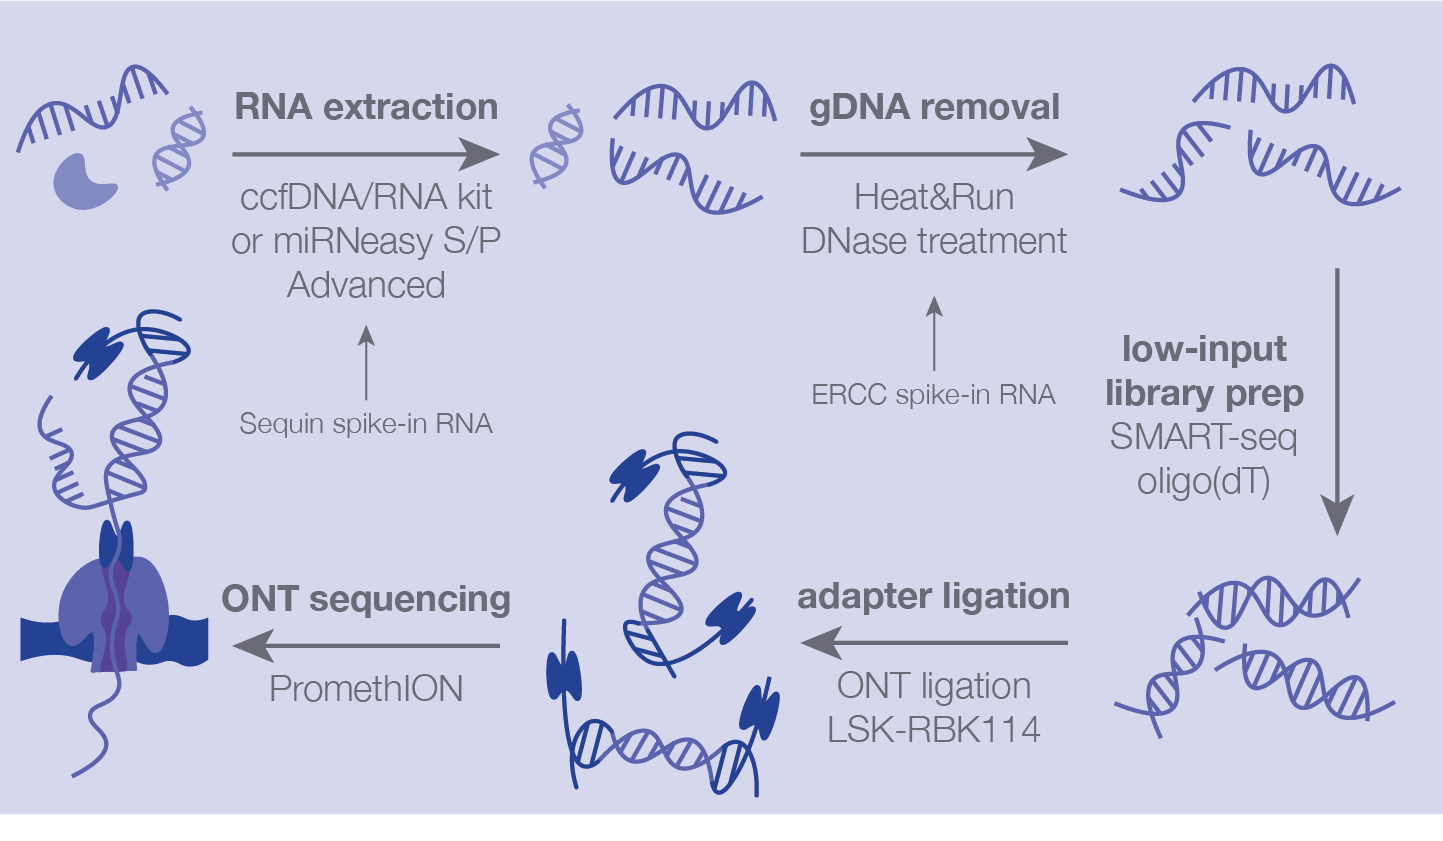 RNA extraction
ccfDNA/RNA kit
or miRNeasy S/P
Advanced
Sequin spike-in RNA
gDNA removal
Heat&Run
DNase treatment
ERCC spike-in RNA
low-input
library prep
SMART-seq
oligo(dT)
adapter ligation
ONT ligation
LSK-RBK114
ONT sequencing
PromethION